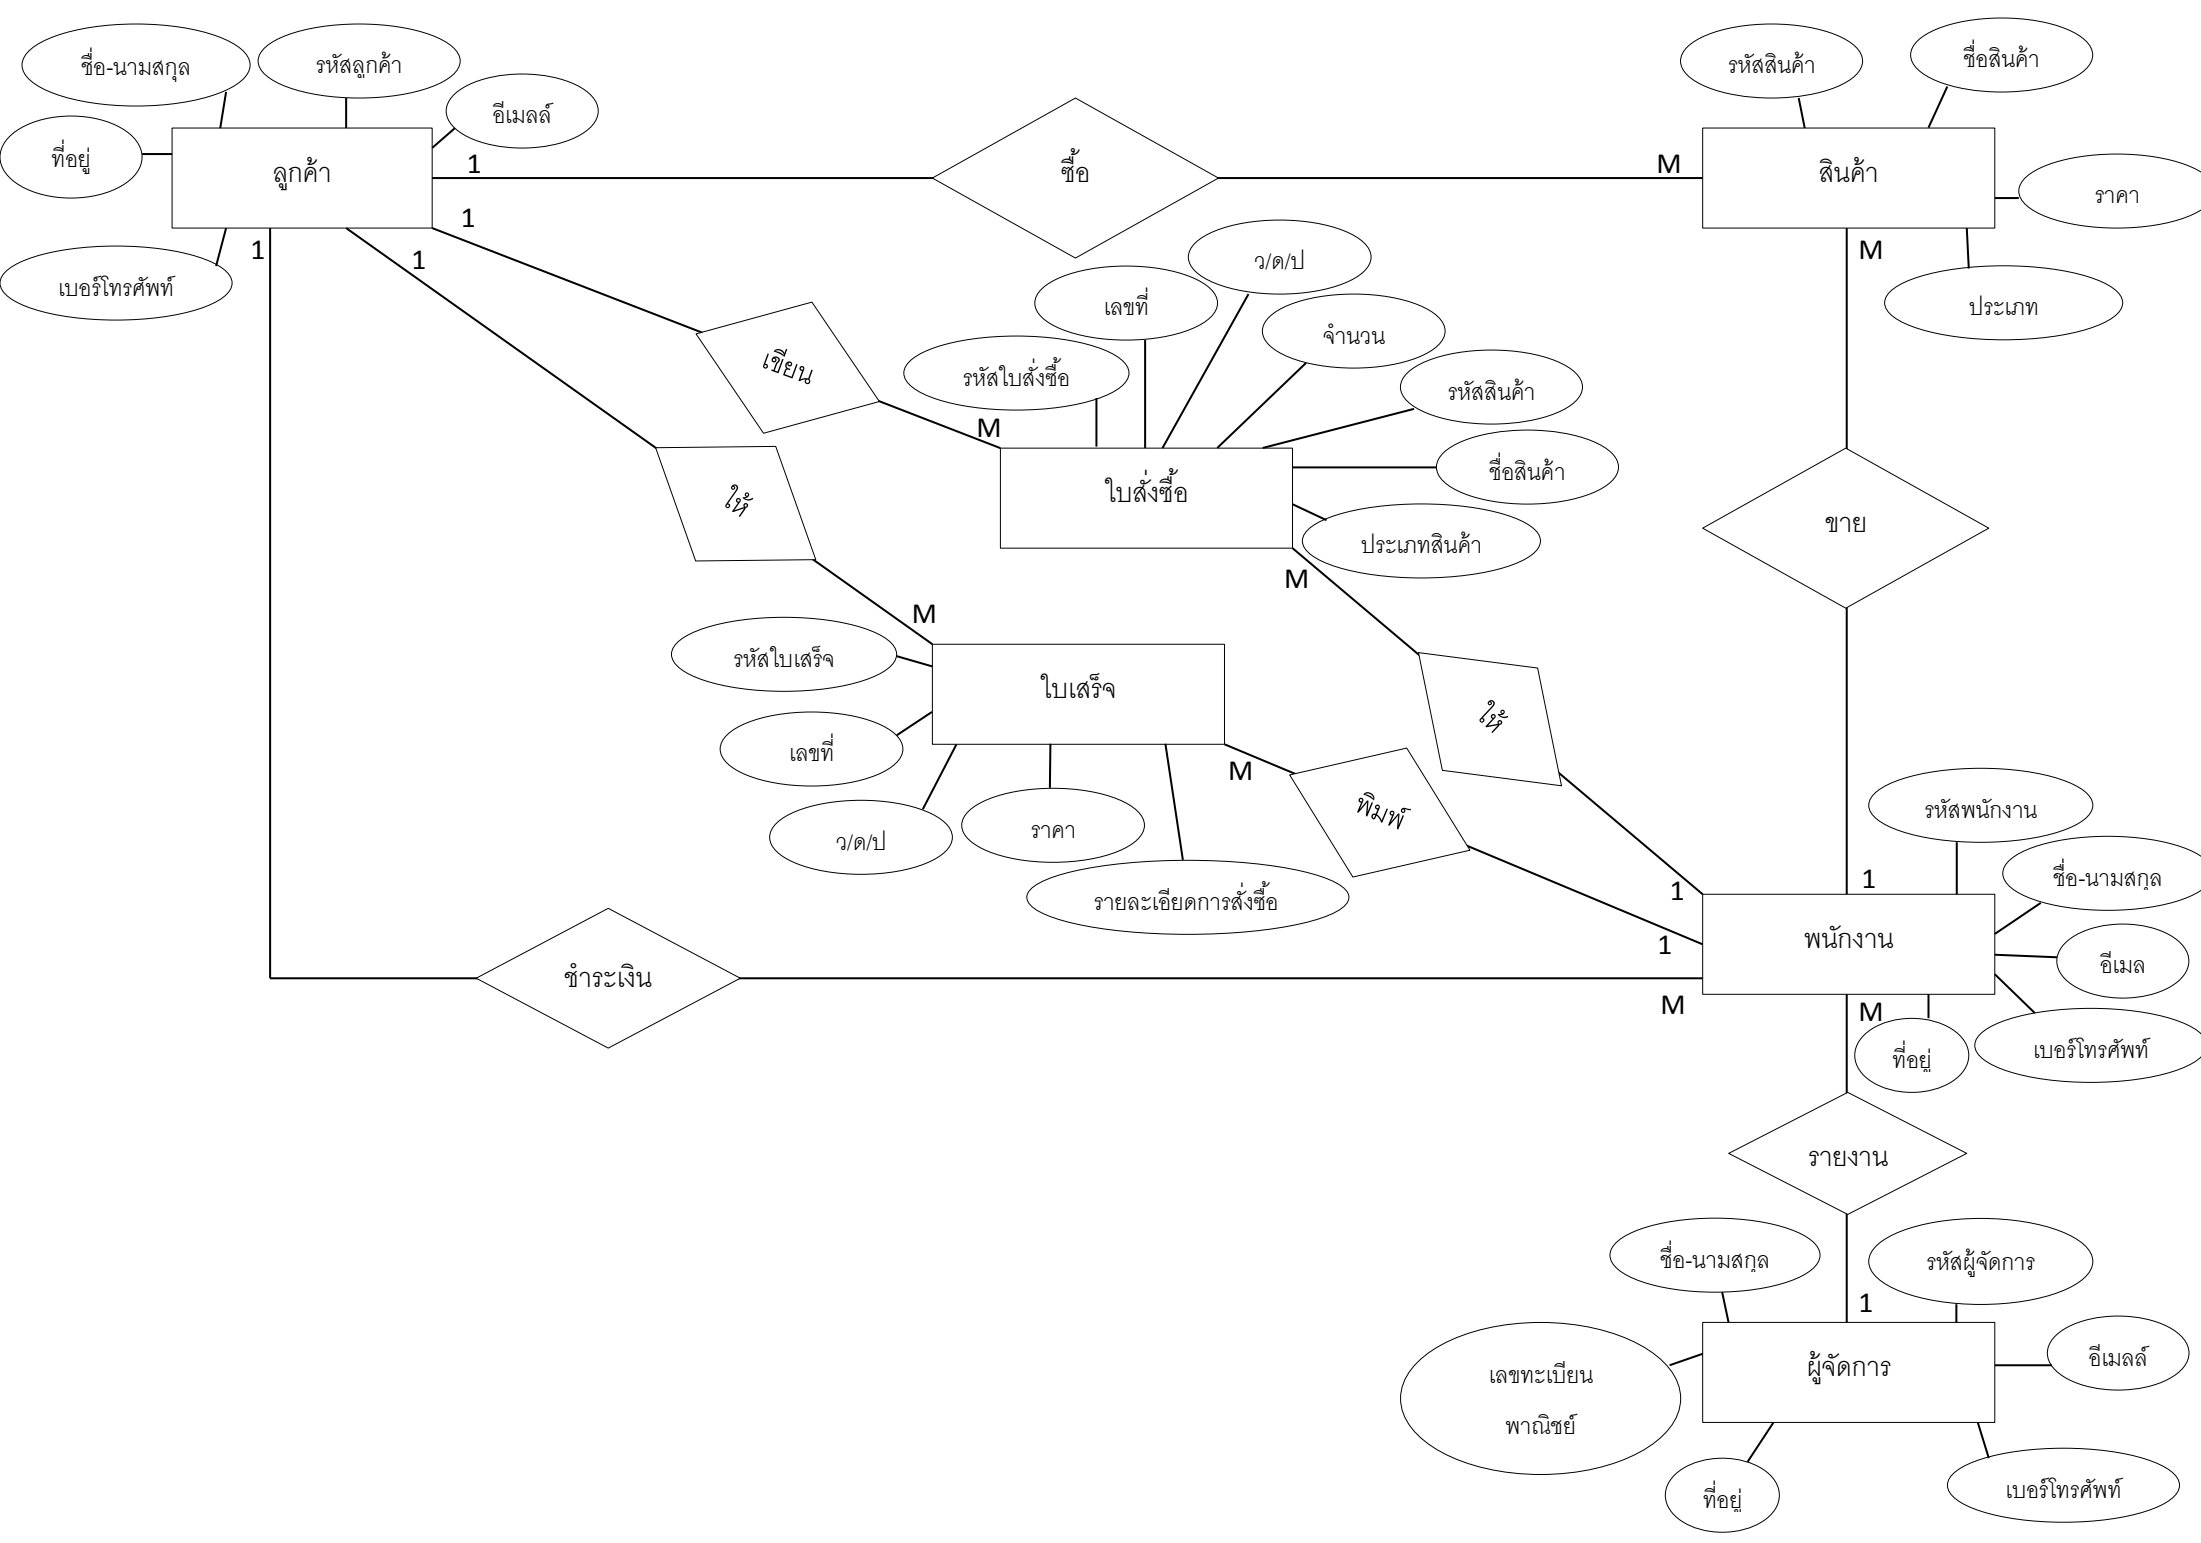 ชื่อ-นามสกุล
รหัสลูกค้า
อีเมลล์
ที่อยู่
ลูกค้า
เบอร์โทรศัพท์
1
ซื้อ
M
รหัสสินค้า
ชื่อสินค้า
สินค้า
ราคา
ประเภท
1
1
1
M
เขียน
M
ว/ด/ป
เลขที่
จำนวน
รหัสใบสั่งซื้อ
รหัสสินค้า
ชื่อสินค้า
ประเภทสินค้า
ใบสั่งซื้อ
M
ให้
M
ขาย
รหัสใบเสร็จ
ใบเสร็จ
เลขที่
ว/ด/ป
ราคา
รายละเอียดการสั่งซื้อ
M
พิมพ์
ให้
1
1
1
รหัสพนักงาน
ชื่อ-นามสกุล
พนักงาน
อีเมล
เบอร์โทรศัพท์
ที่อยู่
ชำระเงิน
M
M
รายงาน
1
ชื่อ-นามสกุล
รหัสผู้จัดการ
ผู้จัดการ
อีเมลล์
เลขทะเบียน
พาณิชย์
ที่อยู่
เบอร์โทรศัพท์